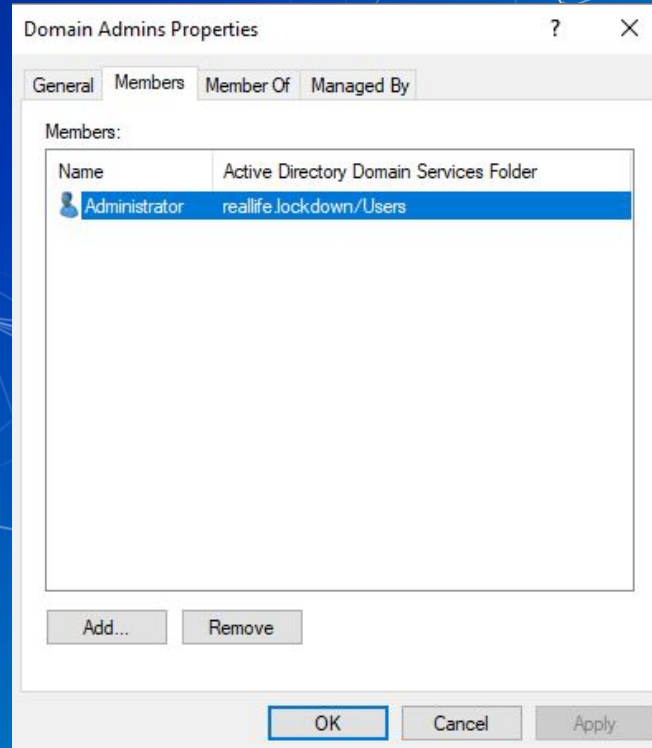 Domain Admins Properties ? ×
General Members Member Of Managed By
Members:
Name Active Directory Domain Services Folder
Administrator reallife.lockdown/Users
Add... Remove
OK Cancel Apply